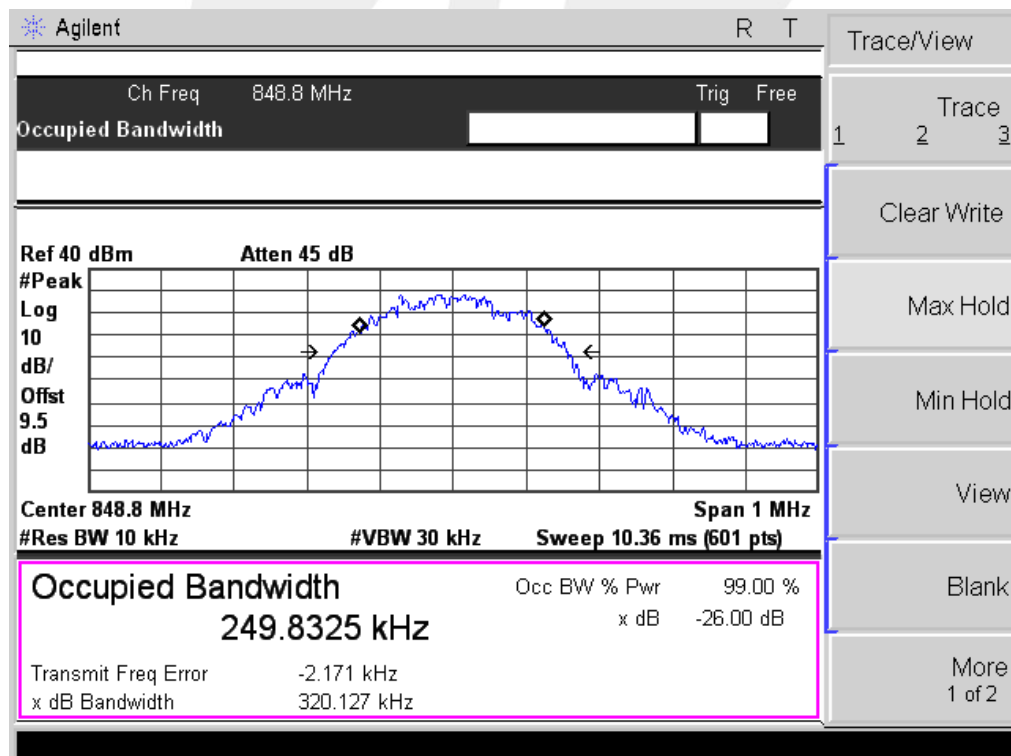 Agilent R T
Ch Freq 848.8 MHz Trig Free
Occupied Bandwidth
Ref 40 dBm Atten 45 dB
#Peak
Log
10
dB/
Offst
9.5
dB
Center 848.8 MHz Span 1 MHz
#Res BW 10 kHz #VBW 30 kHz Sweep 10.36 ms (601 pts)
Occupied Bandwidth Occ BW % Pwr 99.00 %
249.8325 kHz x dB -26.00 dB
Transmit Freq Error -2.171 kHz
x dB Bandwidth 320.127 kHz
Trace/View
Trace
1 2 3
Clear Write
Max Hold
Min Hold
View
Blank
More
1 of 2